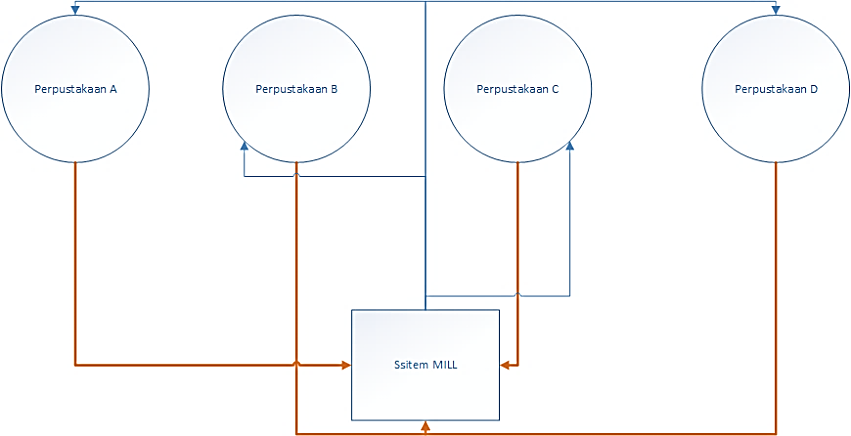 Perpustakaan A
Perpustakaan B
Perpustakaan C
Perpustakaan D
Ssitem MILL